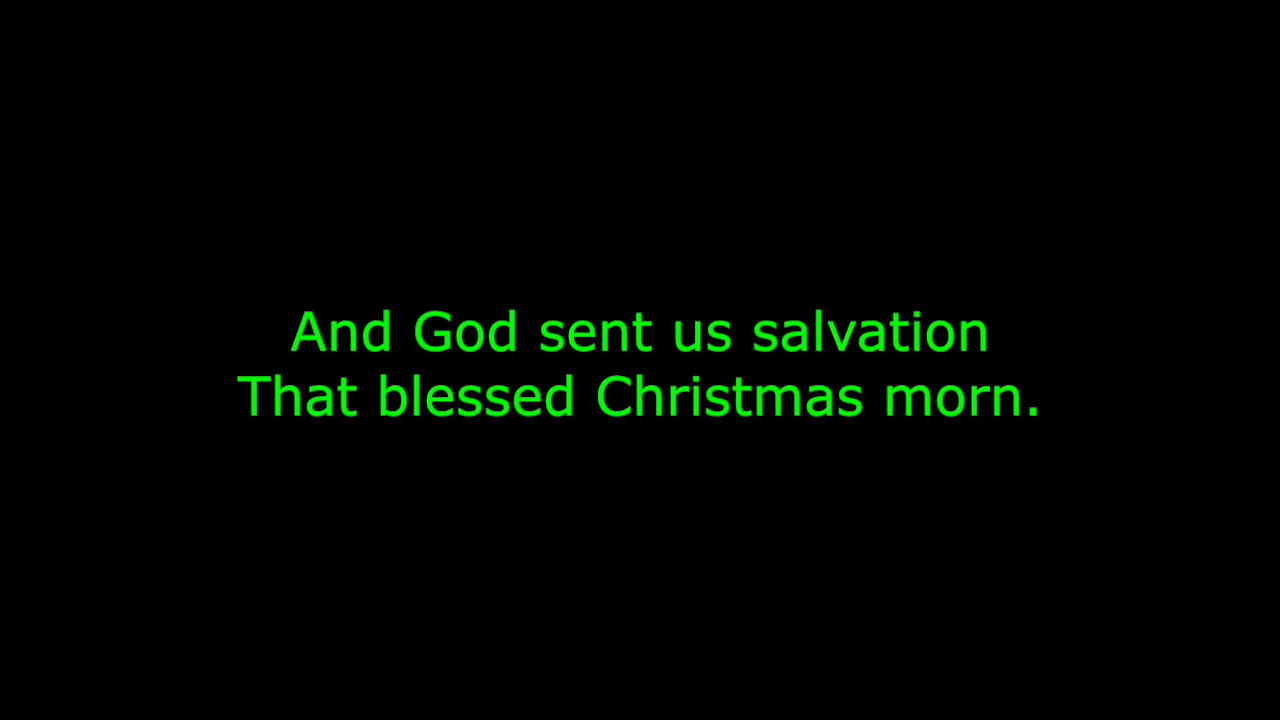 And God sent us salvation
That blessed Christmas morn.